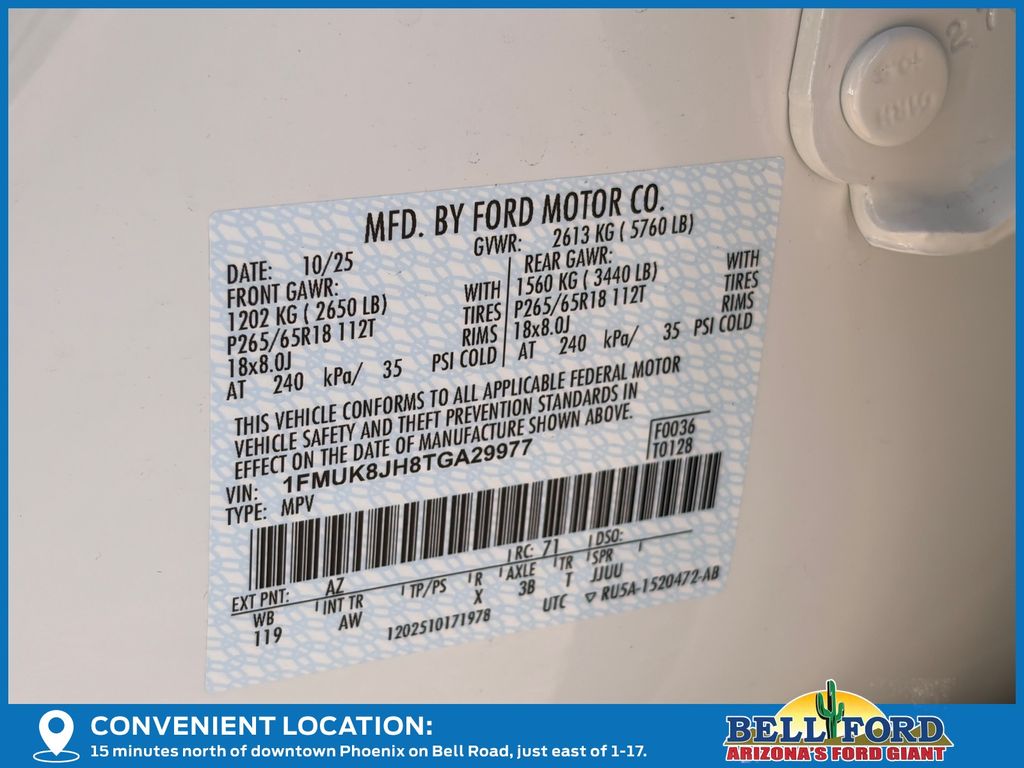 MFD. BY FORD MOTOR CO.
DATE: 10/25 GVWR: 2613 KG ( 5760 LB)
FRONT GAWR: REAR GAWR:
1202 KG ( 2650 LB) WITH 1560 KG ( 3440 LB) WITH
P265/65R18 112T TIRES P265/65R18 112T TIRES
18x8.0J RIMS 18x8.0J RIMS
AT 240 kPa/ 35 PSI COLD AT 240 kPa/ 35 PSI COLD
THIS VEHICLE CONFORMS TO ALL APPLICABLE FEDERAL MOTOR
VEHICLE SAFETY AND THEFT PREVENTION STANDARDS IN
EFFECT ON THE DATE OF MANUFACTURE SHOWN ABOVE.
VIN: 1FMUK8JH8TGA29977 F0036
TYPE: MPV T0128
EXT PNT: AZ RC: 71 DSO:
WB INT TR TP/PS R AXLE TR SPR
119 AW X 3B T JJUU
1202510171978 UTC ▽ RU5A-1520472-AB
CONVENIENT LOCATION:
15 minutes north of downtown Phoenix on Bell Road, just east of 1-17.
BELL FORD
ARIZONA'S FORD GIANT